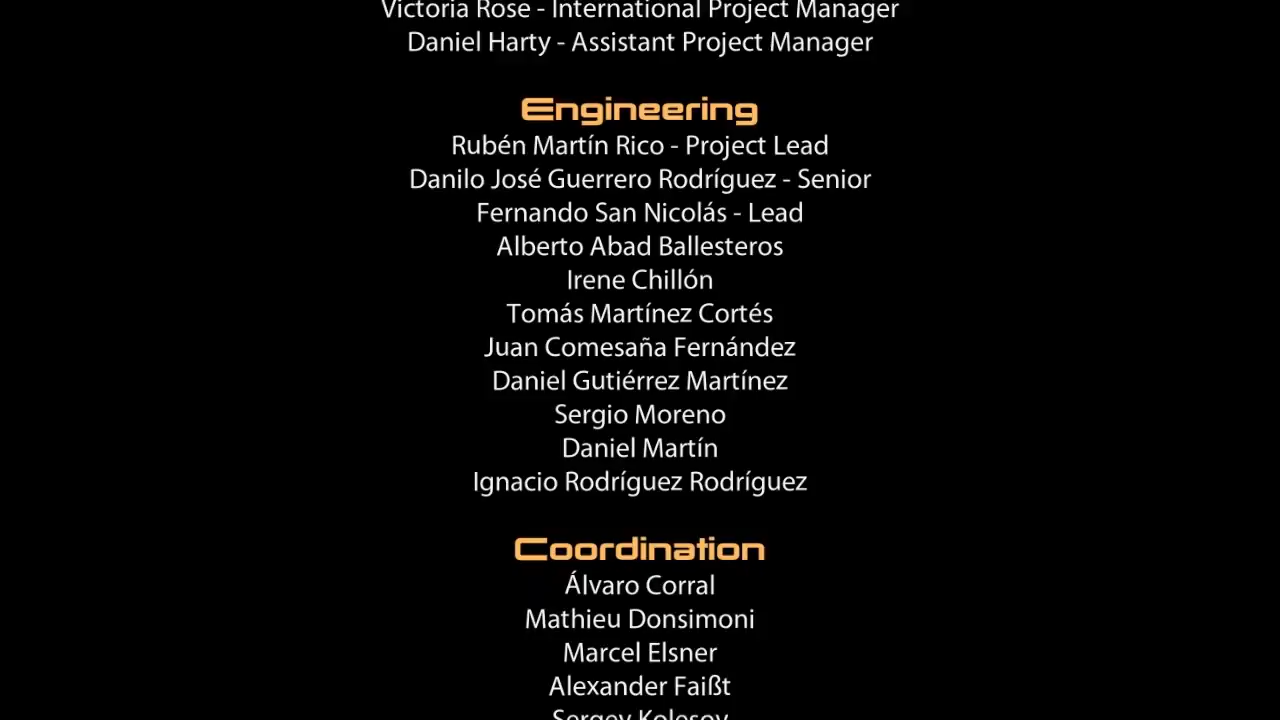 Victoria Rose - International Project Manager
Daniel Harty - Assistant Project Manager
Engineering
Rubén Martín Rico - Project Lead
Danilo José Guerrero Rodríguez - Senior
Fernando San Nicolás - Lead
Alberto Abad Ballesteros
Irene Chillón
Tomás Martínez Cortés
Juan Comesaña Fernández
Daniel Gutiérrez Martínez
Sergio Moreno
Daniel Martín
Ignacio Rodríguez Rodríguez
Coordination
Álvaro Corral
Mathieu Donsimoni
Marcel Elsner
Alexander Faißt
Sergey Kolesov